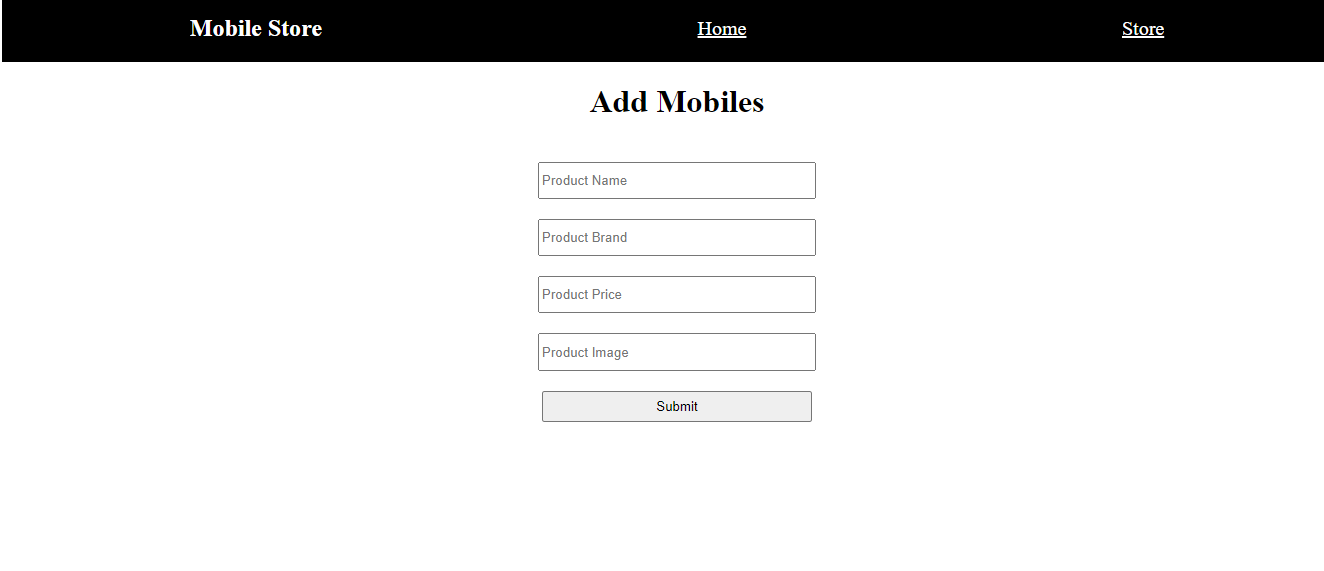 Mobile Store Home Store
Add Mobiles
Product Name
Product Brand
Product Price
Product Image
Submit